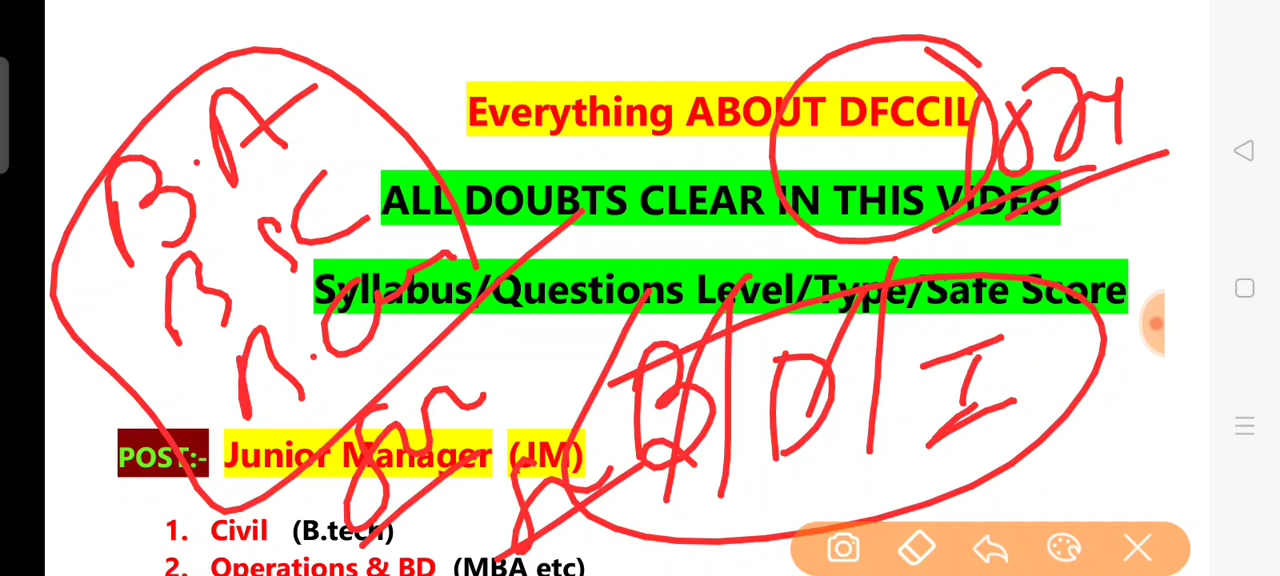 Everything ABOUT DFCCIL
ALL DOUBTS CLEAR IN THIS VIDEO
Syllabus/Questions Level/Type/Safe Score
B.A
B SC
B.
B/D/I
POST:- Junior Manager (JM)
1. Civil (B.tech)
2. Operations & BD (MBA etc)